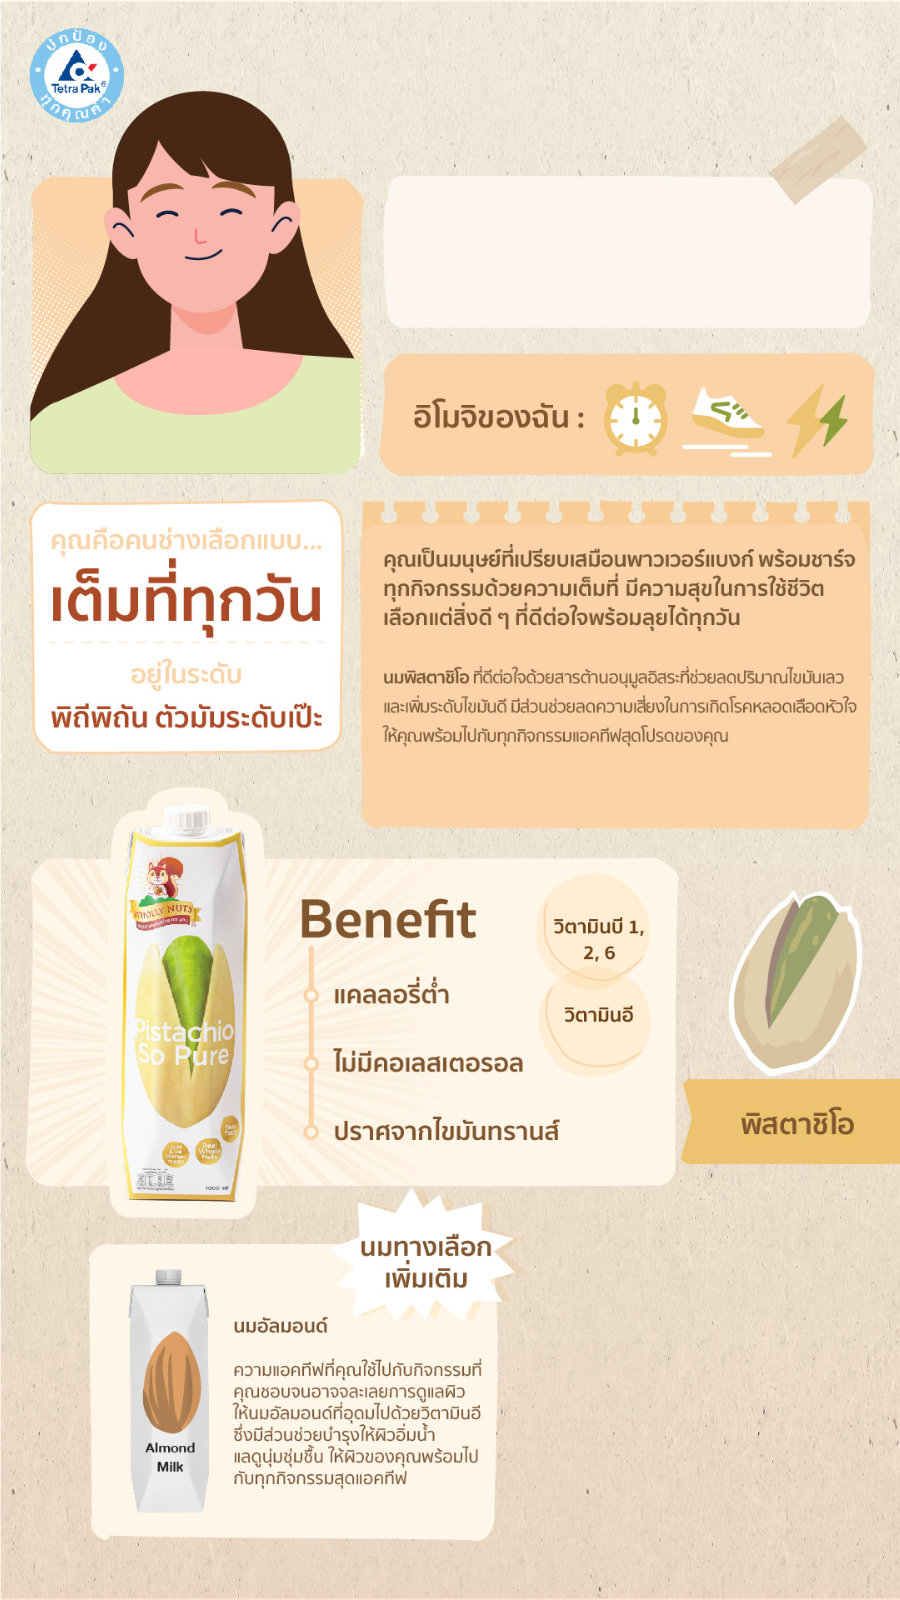 ปกป้อง
Tetra Pak®
ทุกคุณค่า
อิโมจิของฉัน :
คุณคือคนช่างเลือกแบบ...
เต็มที่ทุกวัน
อยู่ในระดับ
พิถีพิถัน ตัวมัมระดับเป๊ะ
คุณเป็นมนุษย์ที่เปรียบเสมือนพาวเวอร์แบงก์ พร้อมชาร์จ
ทุกกิจกรรมด้วยความเต็มที่ มีความสุขในการใช้ชีวิต
เลือกแต่สิ่งดี ๆ ที่ดีต่อใจพร้อมลุยได้ทุกวัน
นมพิสตาชิโอ ที่ดีต่อใจด้วยสารต้านอนุมูลอิสระที่ช่วยลดปริมาณไขมันเลว
และเพิ่มระดับไขมันดี มีส่วนช่วยลดความเสี่ยงในการเกิดโรคหลอดเลือดหัวใจ
ให้คุณพร้อมไปกับทุกกิจกรรมแอคทีฟสุดโปรดของคุณ
WHOLLY NUTS
Pistachio
So Pure
1000 มล
Benefit
แคลลอรี่ต่ำ
ไม่มีคอเลสเตอรอล
ปราศจากไขมันทรานส์
วิตามินบี 1,
2, 6
วิตามินอี
พิสตาชิโอ
นมทางเลือก
เพิ่มเติม
นมอัลมอนด์
ความแอคทีฟที่คุณใช้ไปกับกิจกรรมที่
คุณชอบจนอาจจละเลยการดูแลผิว
ให้นมอัลมอนด์ที่อุดมไปด้วยวิตามินอี
ซึ่งมีส่วนช่วยบำรุงให้ผิวอิ่มน้ำ
แลดูนุ่มชุ่มชื้น ให้ผิวของคุณพร้อมไป
กับทุกกิจกรรมสุดแอคทีฟ
Almond
Milk